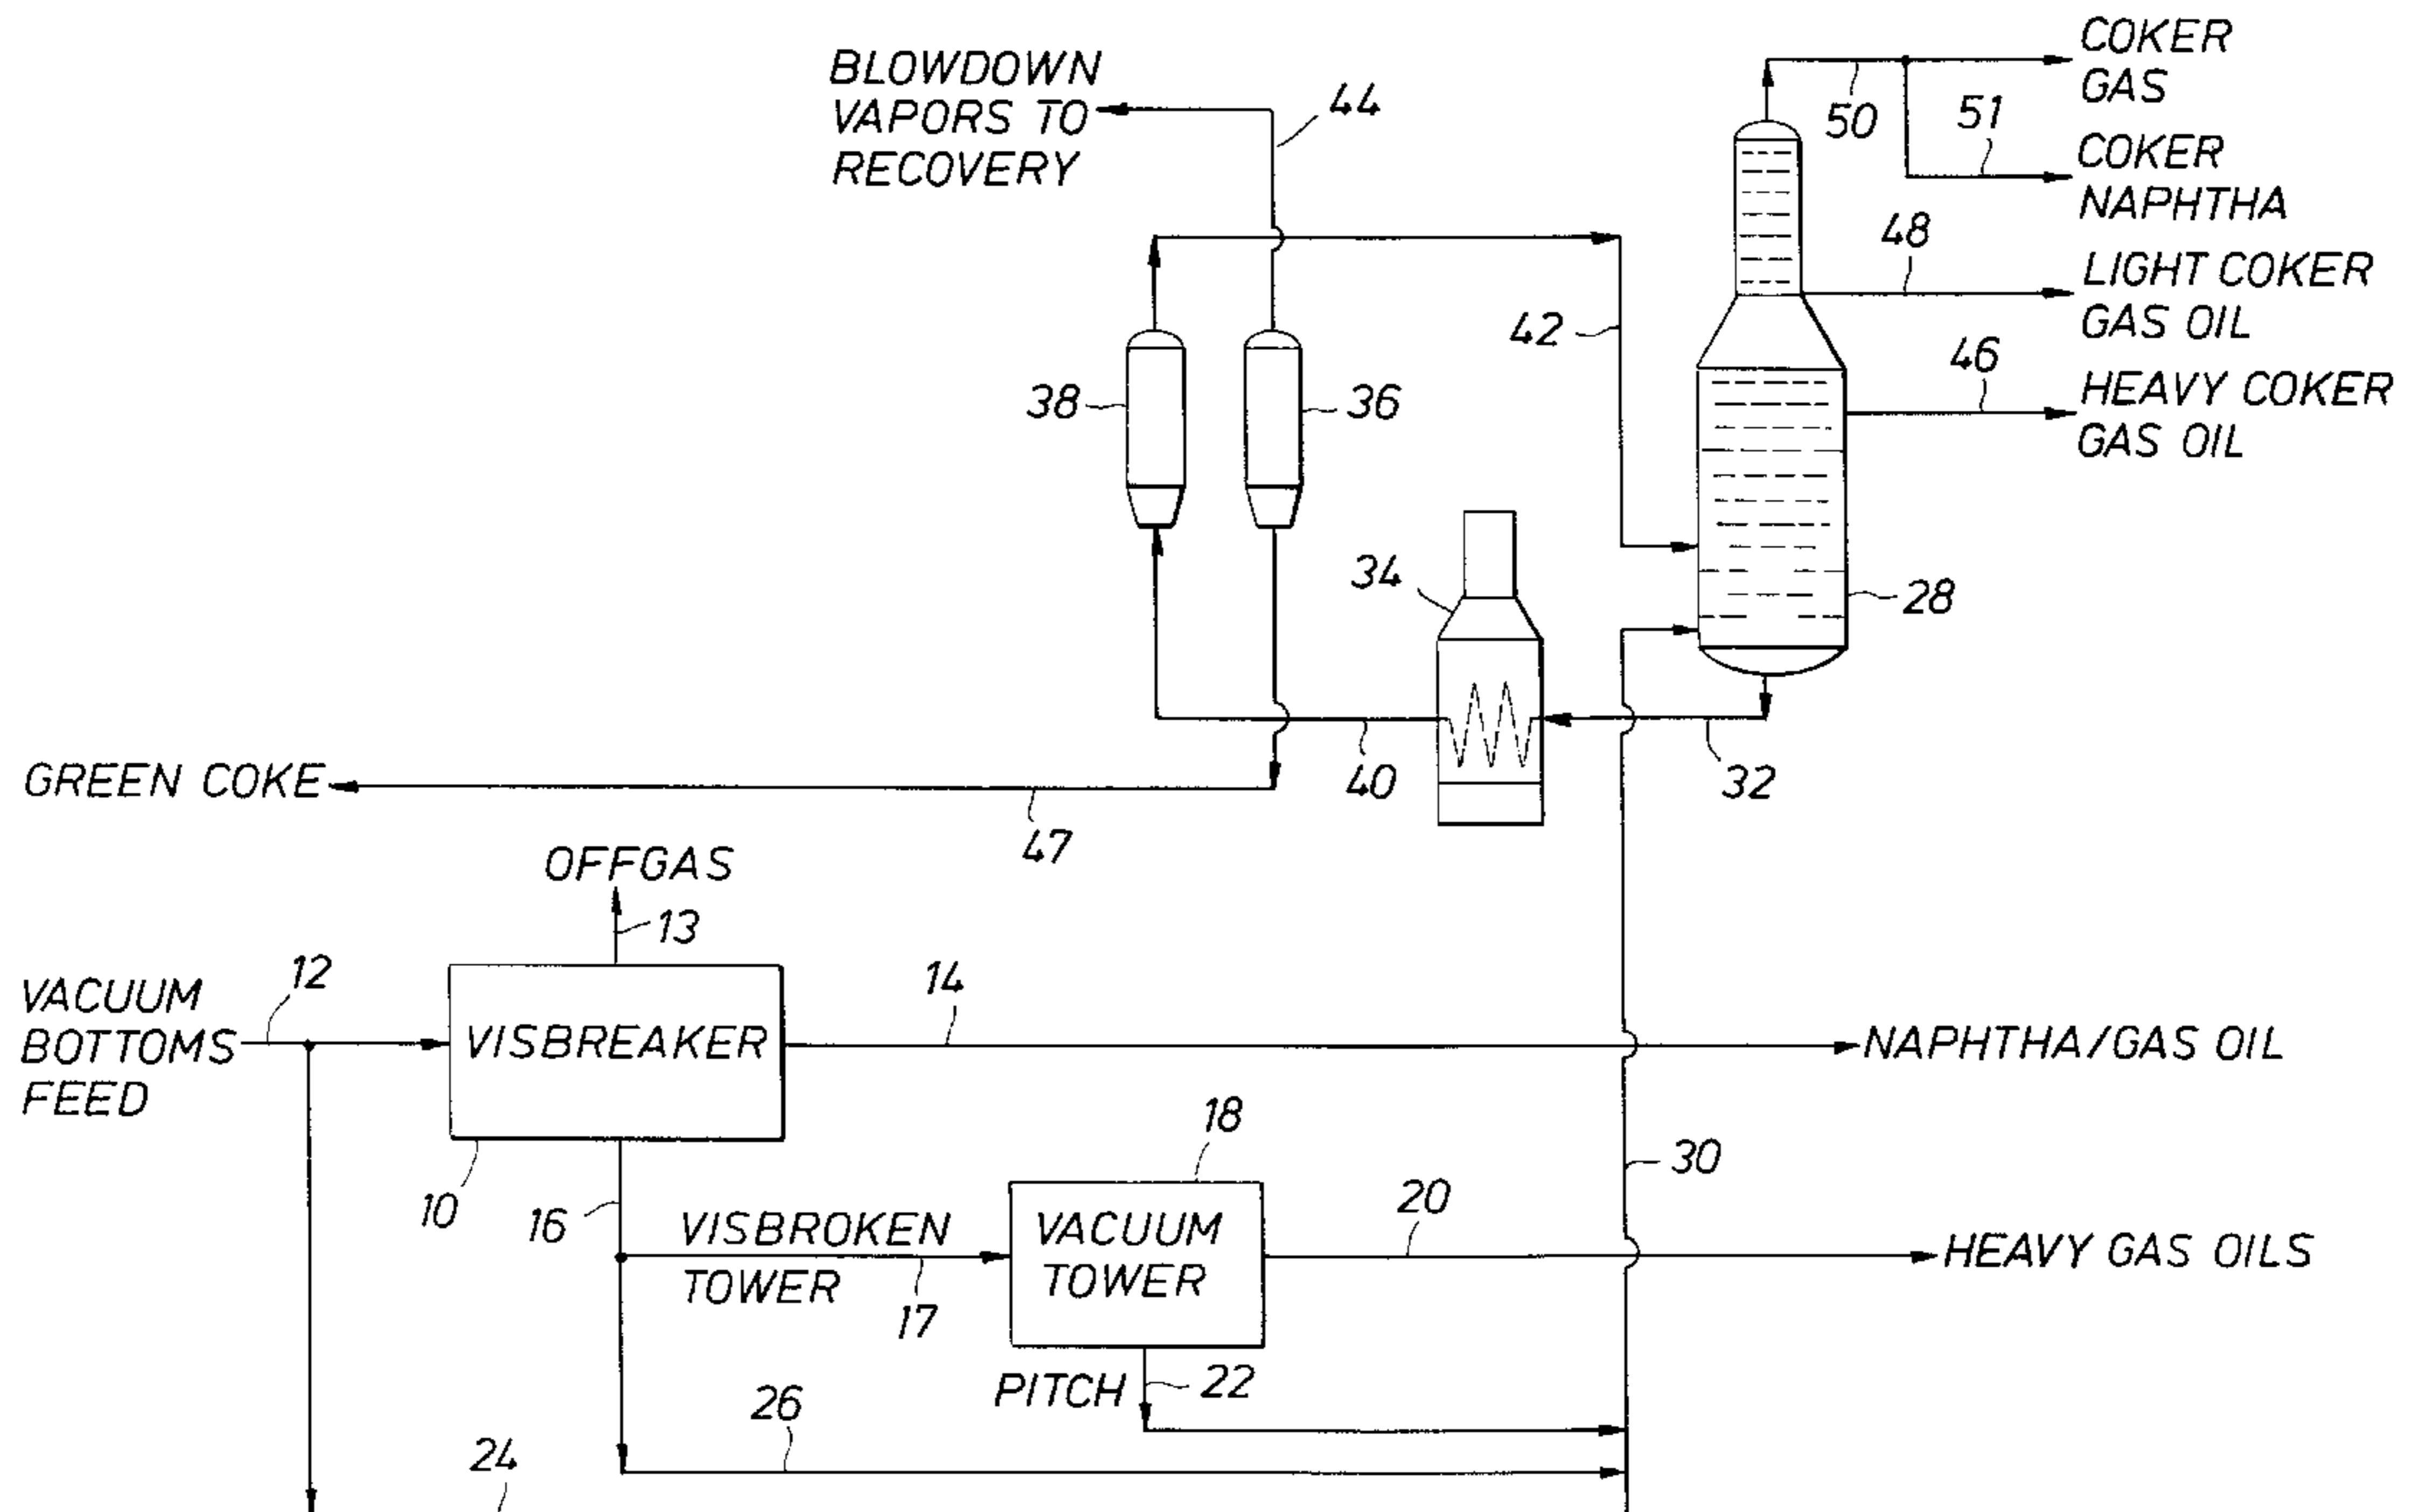 COKER
GAS
50
51
COKER
NAPHTHA
BLOWDOWN
VAPORS TO
RECOVERY
44
48
LIGHT COKER
GAS OIL
42
46
HEAVY COKER
GAS OIL
38
36
34
28
GREEN COKE
40
32
47
OFFGAS
13
12
VACUUM
BOTTOMS
FEED
VISBREAKER
14
NAPHTHA/GAS OIL
10
16
18
30
VISBROKEN
TOWER
17
VACUUM
TOWER
20
HEAVY GAS OILS
PITCH
22
26
24